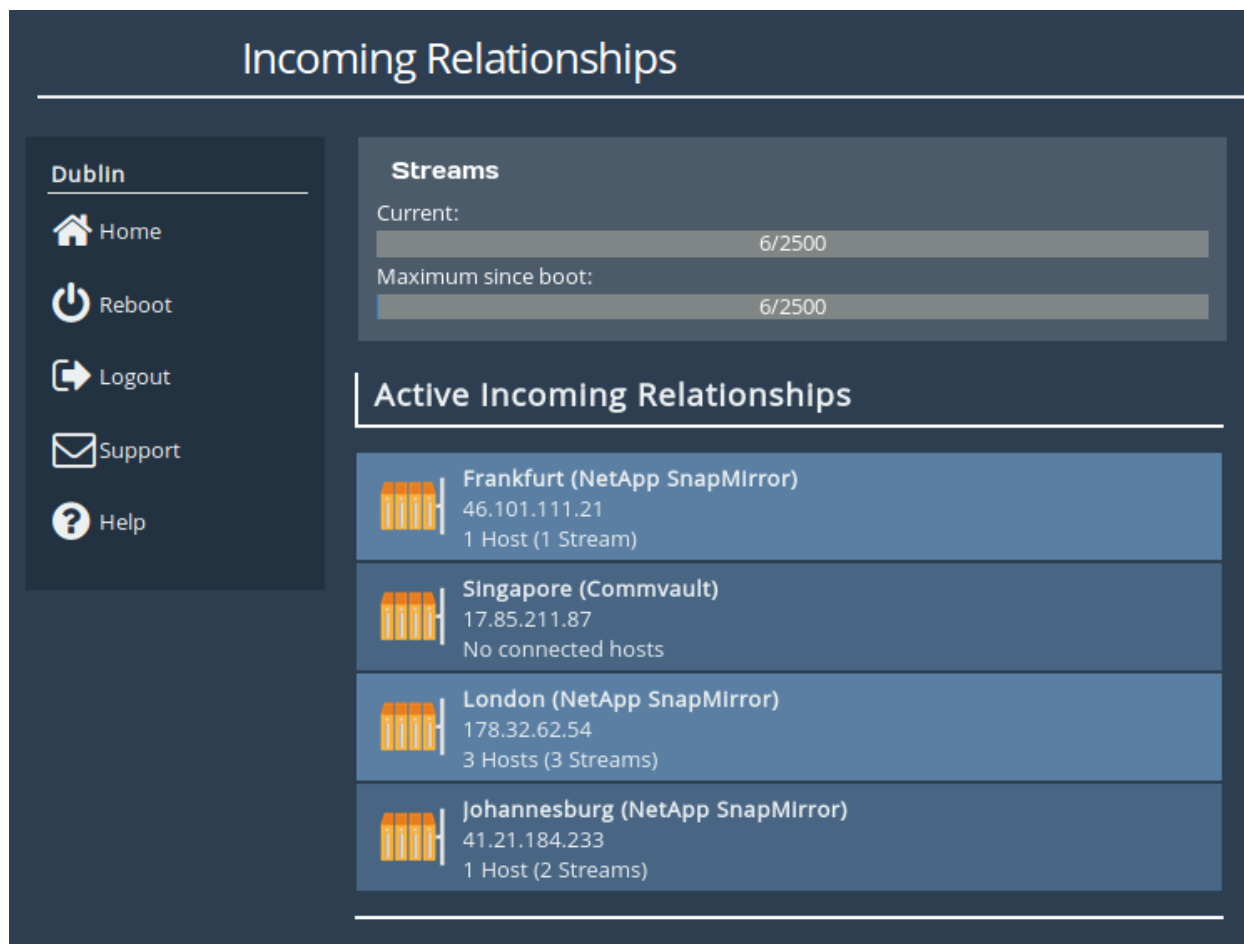 Incoming Relationships
Dublin
Home
Reboot
Logout
Support
Help
Streams
Current:
6/2500
Maximum since boot:
6/2500
Active Incoming Relationships
Frankfurt (NetApp SnapMirror)
46.101.111.21
1 Host (1 Stream)
Singapore (Commvault)
17.85.211.87
No connected hosts
London (NetApp SnapMirror)
178.32.62.54
3 Hosts (3 Streams)
Johannesburg (NetApp SnapMirror)
41.21.184.233
1 Host (2 Streams)